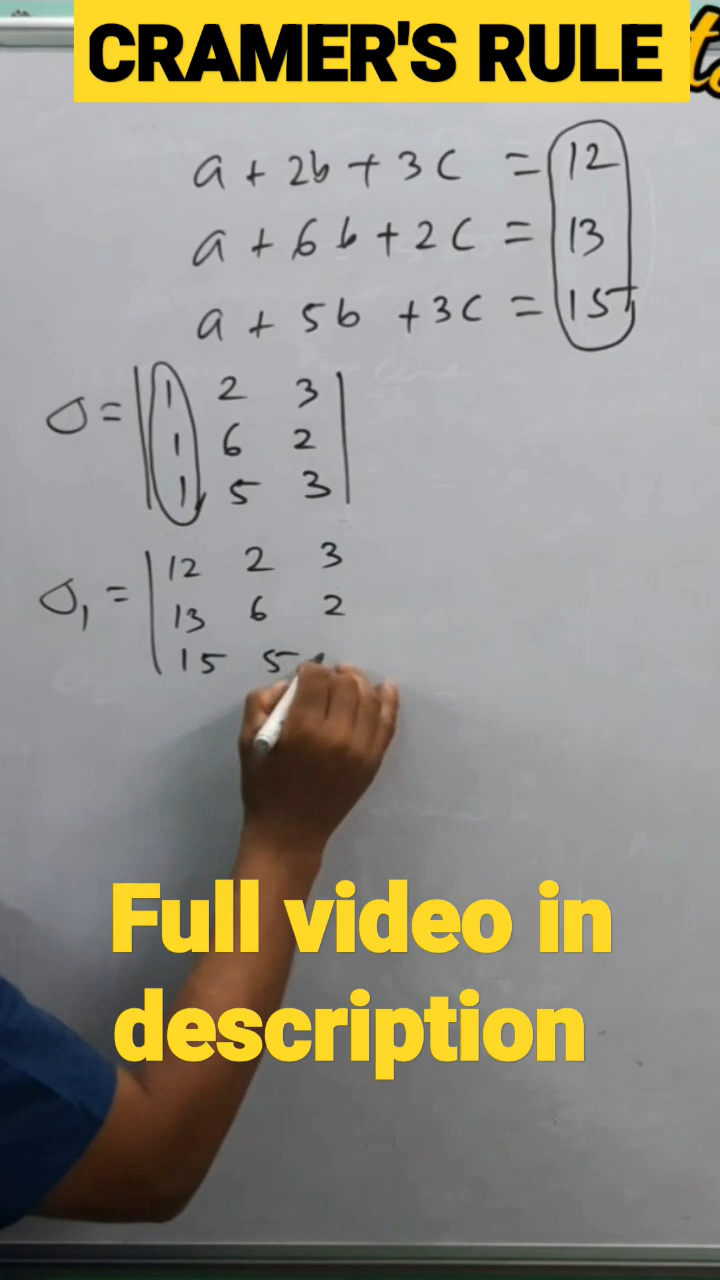 CRAMER'S RULE
a + 2b + 3c = 12
a + 6b + 2c = 13
a + 5b + 3c = 15
Δ = | 1 2 3 |
1 6 2
1 5 3
Δ₁ = | 12 2 3
13 6 2
15 5
Full video in
description